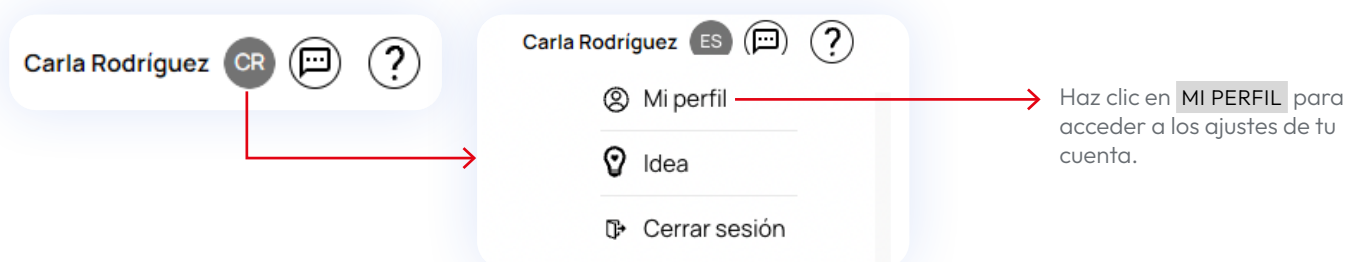 Carla Rodríguez CR ?
Carla Rodríguez ES ?
Mi perfil
Idea
Cerrar sesión
Haz clic en MI PERFIL para
acceder a los ajustes de tu
cuenta.